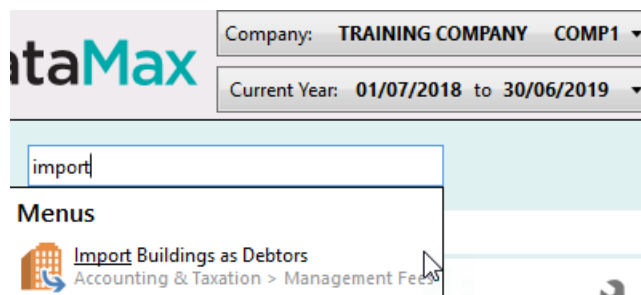 Company: TRAINING COMPANY COMP1
ataMax
Current Year: 01/07/2018 to 30/06/2019
import
Menus
Import Buildings as Debtors
Accounting & Taxation > Management Fees